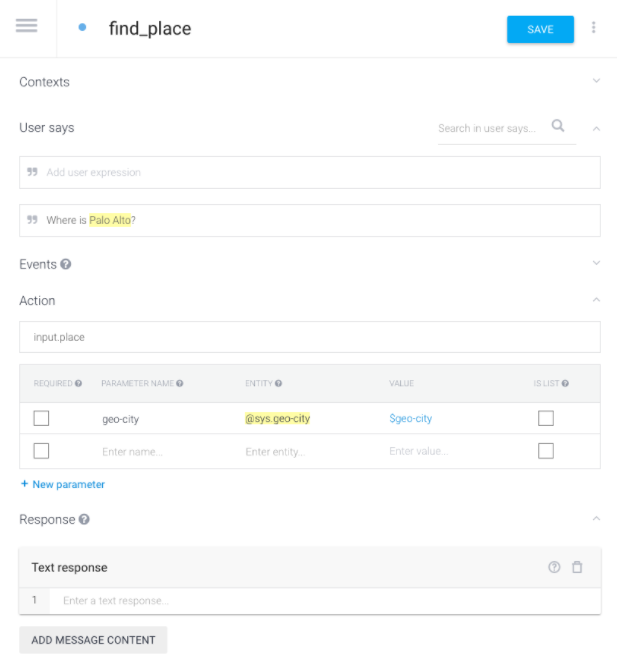 find_place
SAVE
Contexts
User says
Search in user says...
Add user expression
Where is Palo Alto?
Events
Action
input.place
REQUIRED PARAMETER NAME ENTITY VALUE IS LIST
geo-city @sys.geo-city $geo-city
Enter name... Enter entity... Enter value...
+ New parameter
Response
Text response
1 Enter a text response...
ADD MESSAGE CONTENT